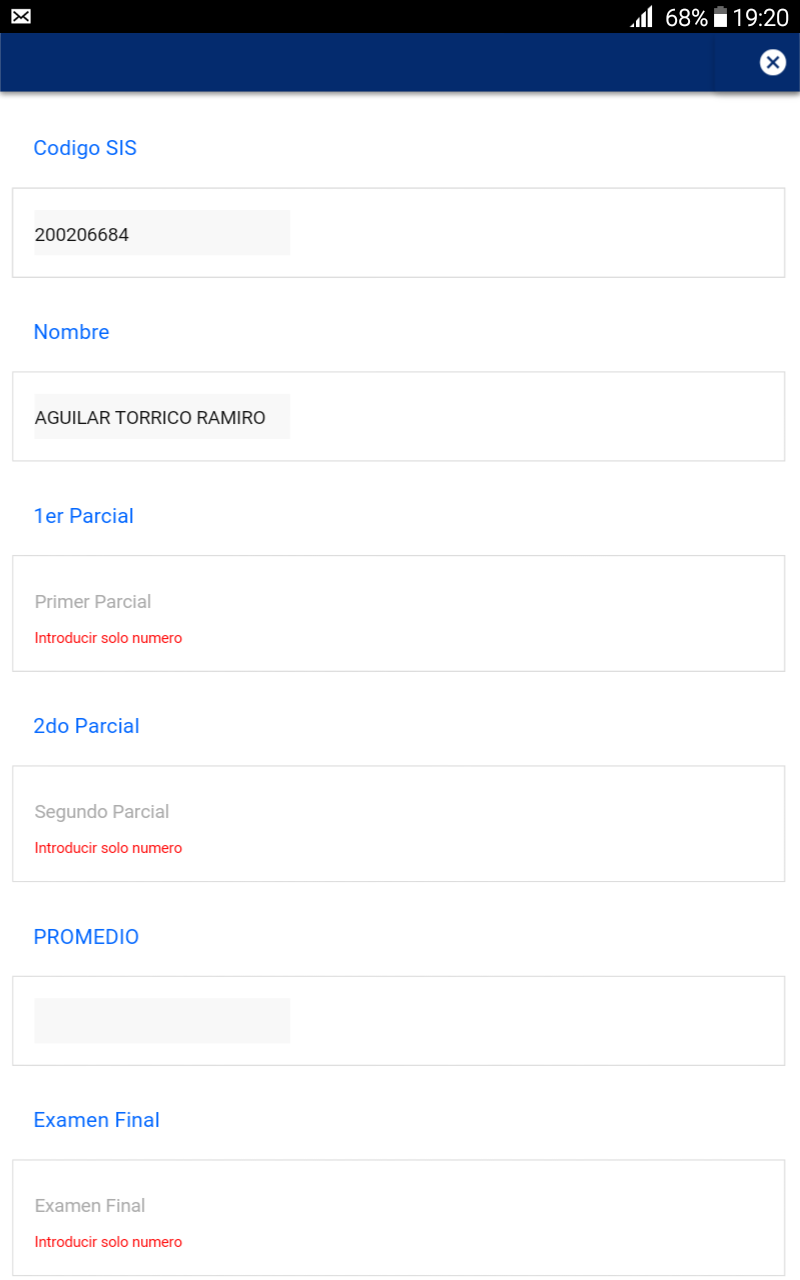 68% 19:20
Codigo SIS
200206684
Nombre
AGUILAR TORRICO RAMIRO
1er Parcial
Primer Parcial
Introducir solo numero
2do Parcial
Segundo Parcial
Introducir solo numero
PROMEDIO
Examen Final
Examen Final
Introducir solo numero